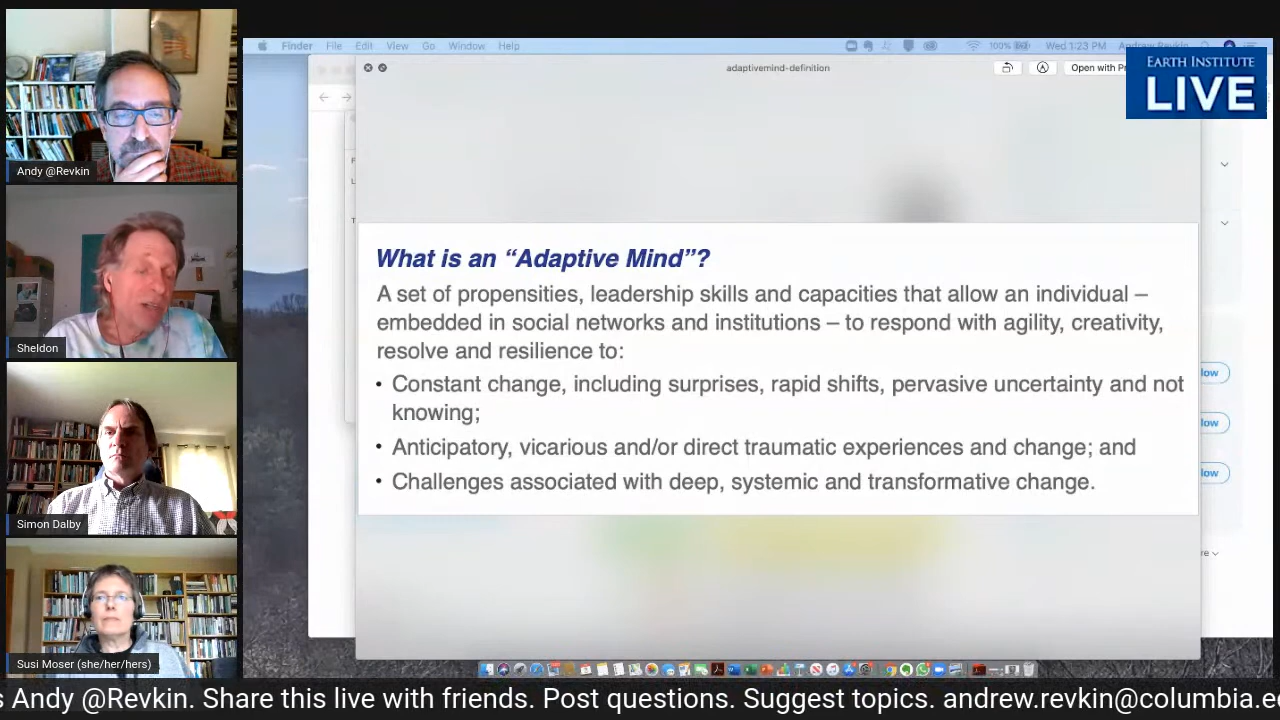 Andy @Revkin
Sheldon
Simon Dalby
Susi Moser (she/her/hers)
Finder File Edit View Go Window Help
100% Wed 1:23 PM Andrew Revkin
adaptivemind-definition
Open with
EARTH INSTITUTE
LIVE
What is an “Adaptive Mind”?
A set of propensities, leadership skills and capacities that allow an individual –
embedded in social networks and institutions – to respond with agility, creativity,
resolve and resilience to:
• Constant change, including surprises, rapid shifts, pervasive uncertainty and not
knowing;
• Anticipatory, vicarious and/or direct traumatic experiences and change; and
• Challenges associated with deep, systemic and transformative change.
Andy @Revkin. Share this live with friends. Post questions. Suggest topics. andrew.revkin@columbia.e